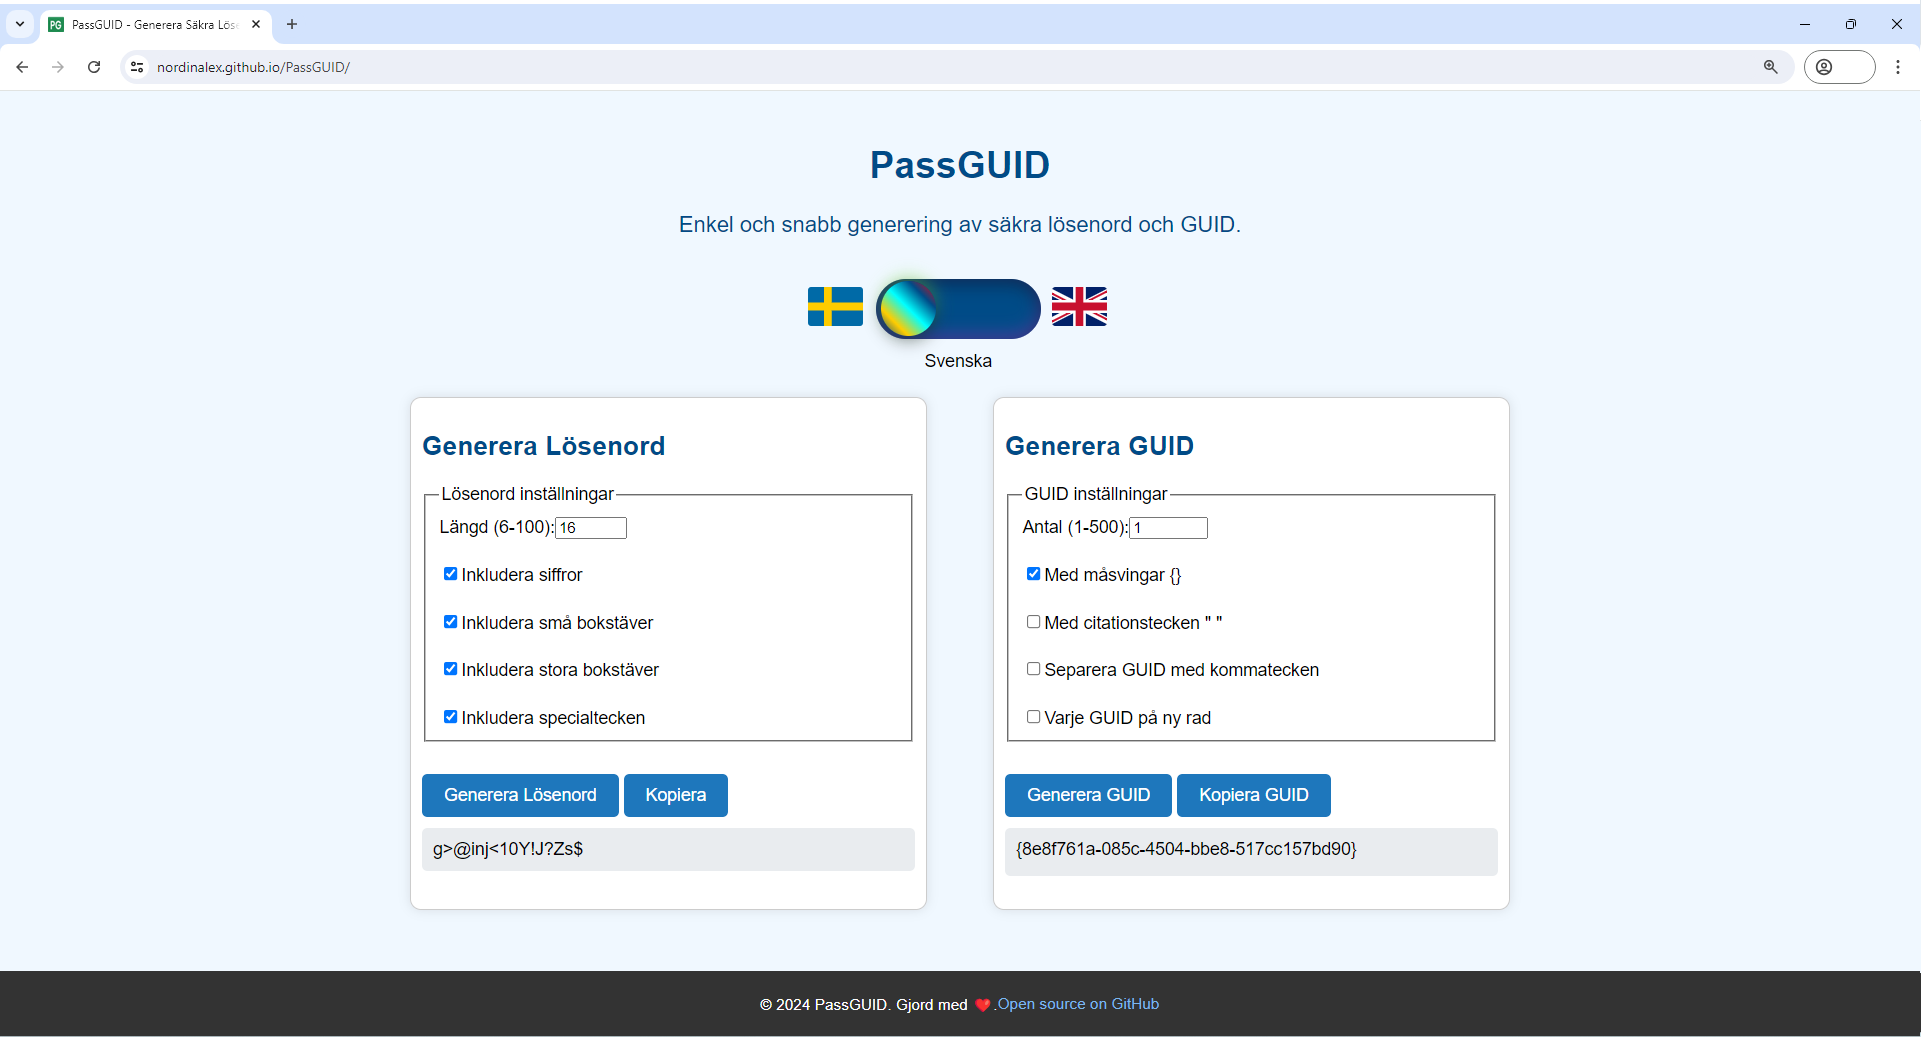 PG PassGUID - Generera Säkra Lös
nordinalex.github.io/PassGUID/
PassGUID
Enkel och snabb generering av säkra lösenord och GUID.
Svenska
Generera Lösenord
Lösenord inställningar
Längd (6-100): 16
Inkludera siffror
Inkludera små bokstäver
Inkludera stora bokstäver
Inkludera specialtecken
Generera Lösenord Kopiera
g>@inj<10Y!J?Zs$
Generera GUID
GUID inställningar
Antal (1-500): 1
Med måsvingar {}
Med citationstecken " "
Separera GUID med kommatecken
Varje GUID på ny rad
Generera GUID Kopiera GUID
{8e8f761a-085c-4504-bbe8-517cc157bd90}
© 2024 PassGUID. Gjord med ❤️.Open source on GitHub